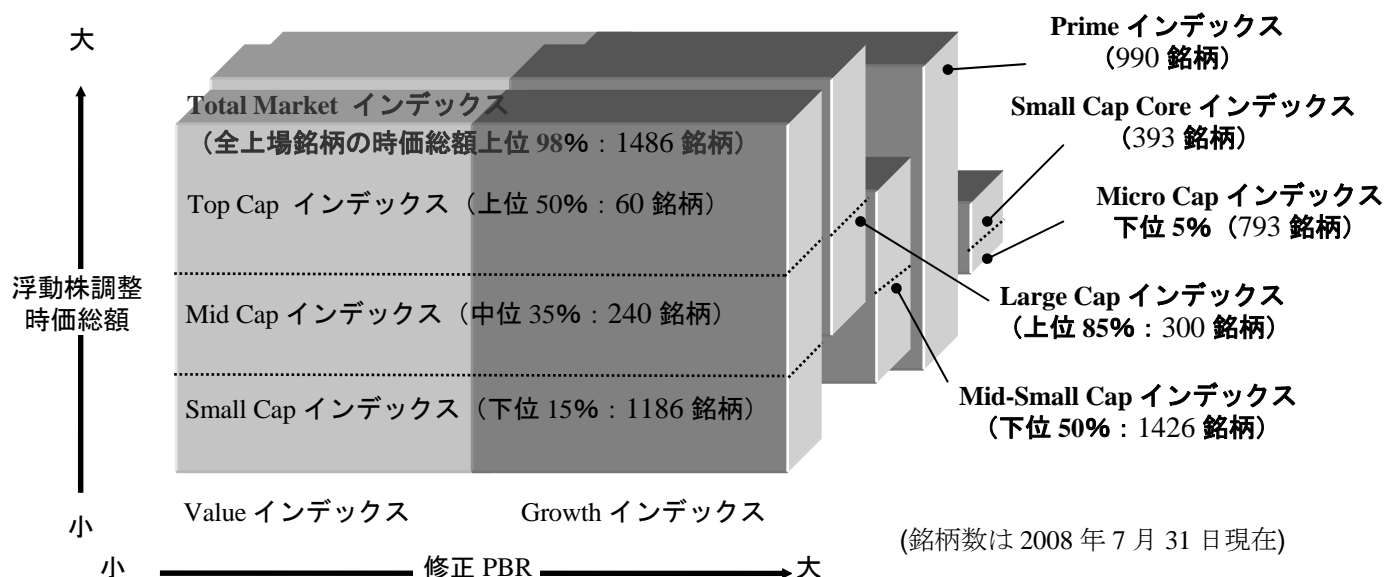 大
浮動株調整
時価総額
小
Total Market インデックス
（全上場銘柄の時価総額上位 98%：1486 銘柄）
Top Cap インデックス（上位 50%：60 銘柄）
Mid Cap インデックス（中位 35%：240 銘柄）
Small Cap インデックス（下位 15%：1186 銘柄）
Value インデックス
Growth インデックス
小
修正 PBR
大
Prime インデックス
（990 銘柄）
Small Cap Core インデックス
（393 銘柄）
Micro Cap インデックス
下位 5%（793 銘柄）
Large Cap インデックス
（上位 85%：300 銘柄）
Mid-Small Cap インデックス
（下位 50%：1426 銘柄）
(銘柄数は 2008 年 7 月 31 日現在)